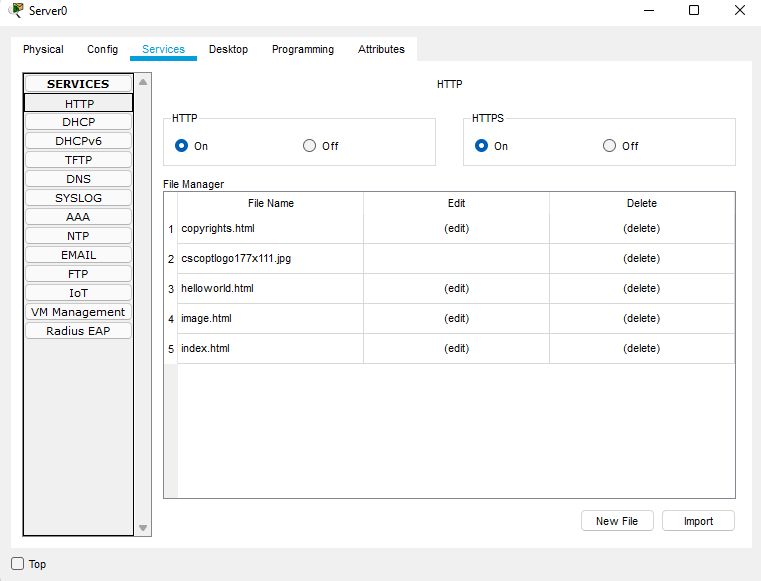 Server0
Physical Config Services Desktop Programming Attributes
SERVICES
HTTP
DHCP
DHCPv6
TFTP
DNS
SYSLOG
AAA
NTP
EMAIL
FTP
IoT
VM Management
Radius EAP
HTTP
HTTP
On Off
HTTPS
On Off
File Manager
File Name Edit Delete
1 copyrights.html (edit) (delete)
2 cscoptlogo177x111.jpg (delete)
3 helloworld.html (edit) (delete)
4 image.html (edit) (delete)
5 index.html (edit) (delete)
New File Import
Top